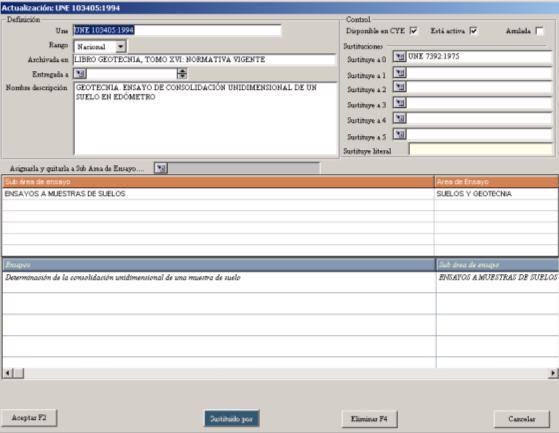 Actualización: UNE 103405:1994
Definición
Une UNE 103405:1994
Rango Nacional
Archivada en LIBRO GEOTECNIA, TOMO XVI: NORMATIVA VIGENTE
Entregada a
Nombre descripción GEOTECNIA. ENSAYO DE CONSOLIDACIÓN UNIDIMENSIONAL DE UN
SUELO EN EDÓMETRO
Control
Disponible en CYE Está activa Anulada
Sustituciones
Sustituye a 0 UNE 7392:1975
Sustituye a 1
Sustituye a 2
Sustituye a 3
Sustituye a 4
Sustituye a 5
Sustituye literal
Asignarla y quitarla a Sub Area de Ensayo....
Sub área de ensayo Area de Ensayo
ENSAYOS A MUESTRAS DE SUELOS SUELOS Y GEOTECNIA
Ensayos Sub área de ensayo
Determinación de la consolidación unidimensional de una muestra de suelo ENSAYOS A MUESTRAS DE SUELOS
Aceptar F2 Sustituido por Eliminar F4 Cancelar